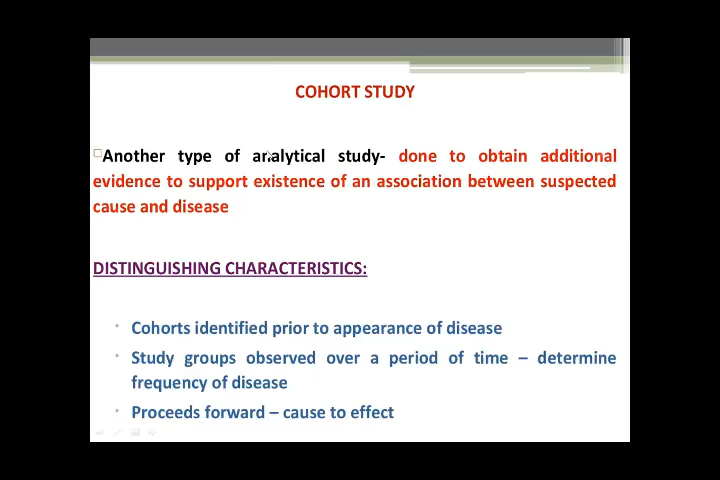 COHORT STUDY
Another type of analytical study- done to obtain additional
evidence to support existence of an association between suspected
cause and disease
DISTINGUISHING CHARACTERISTICS:
• Cohorts identified prior to appearance of disease
• Study groups observed over a period of time – determine
frequency of disease
• Proceeds forward – cause to effect